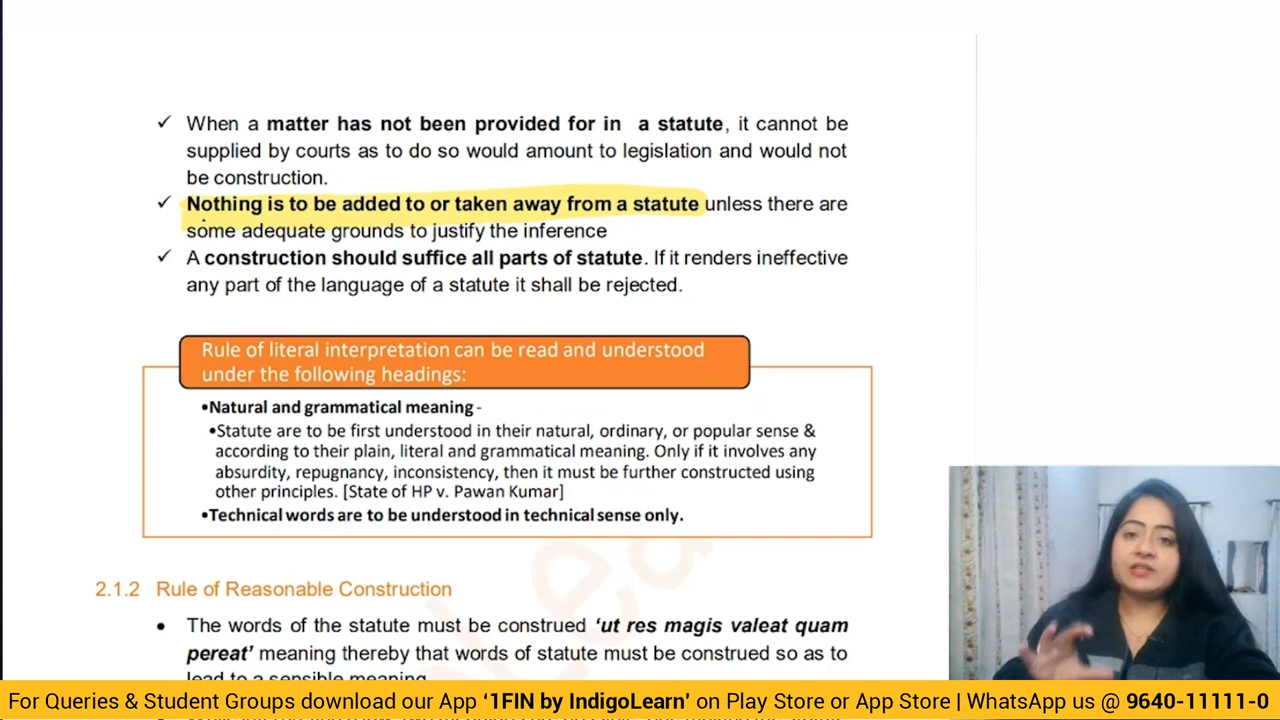 ✓ When a matter has not been provided for in a statute, it cannot be
supplied by courts as to do so would amount to legislation and would not
be construction.
✓ Nothing is to be added to or taken away from a statute unless there are
some adequate grounds to justify the inference
✓ A construction should suffice all parts of statute. If it renders ineffective
any part of the language of a statute it shall be rejected.
Rule of literal interpretation can be read and understood
under the following headings:
•Natural and grammatical meaning -
•Statute are to be first understood in their natural, ordinary, or popular sense &
according to their plain, literal and grammatical meaning. Only if it involves any
absurdity, repugnancy, inconsistency, then it must be further constructed using
other principles. [State of HP v. Pawan Kumar]
•Technical words are to be understood in technical sense only.
2.1.2 Rule of Reasonable Construction
• The words of the statute must be construed ‘ut res magis valeat quam
pereat’ meaning thereby that words of statute must be construed so as to
lead to a sensible meaning
For Queries & Student Groups download our App ‘1FIN by IndigoLearn’ on Play Store or App Store | WhatsApp us @ 9640-11111-0